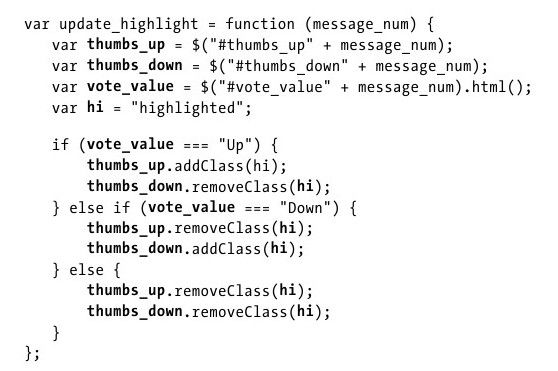 var update_highlight = function (message_num) {
var thumbs_up = $("#thumbs_up" + message_num);
var thumbs_down = $("#thumbs_down" + message_num);
var vote_value = $("#vote_value" + message_num).html();
var hi = "highlighted";
if (vote_value === "Up") {
thumbs_up.addClass(hi);
thumbs_down.removeClass(hi);
} else if (vote_value === "Down") {
thumbs_up.removeClass(hi);
thumbs_down.addClass(hi);
} else {
thumbs_up.removeClass(hi);
thumbs_down.removeClass(hi);
}
};